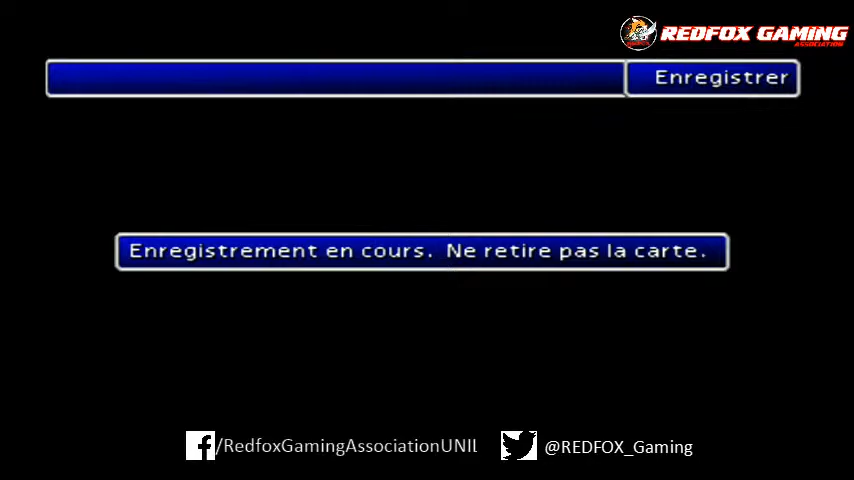 REDFOX GAMING
ASSOCIATION
Enregistrer
Enregistrement en cours. Ne retire pas la carte.
/RedfoxGamingAssociationUNIL
@REDFOX_Gaming